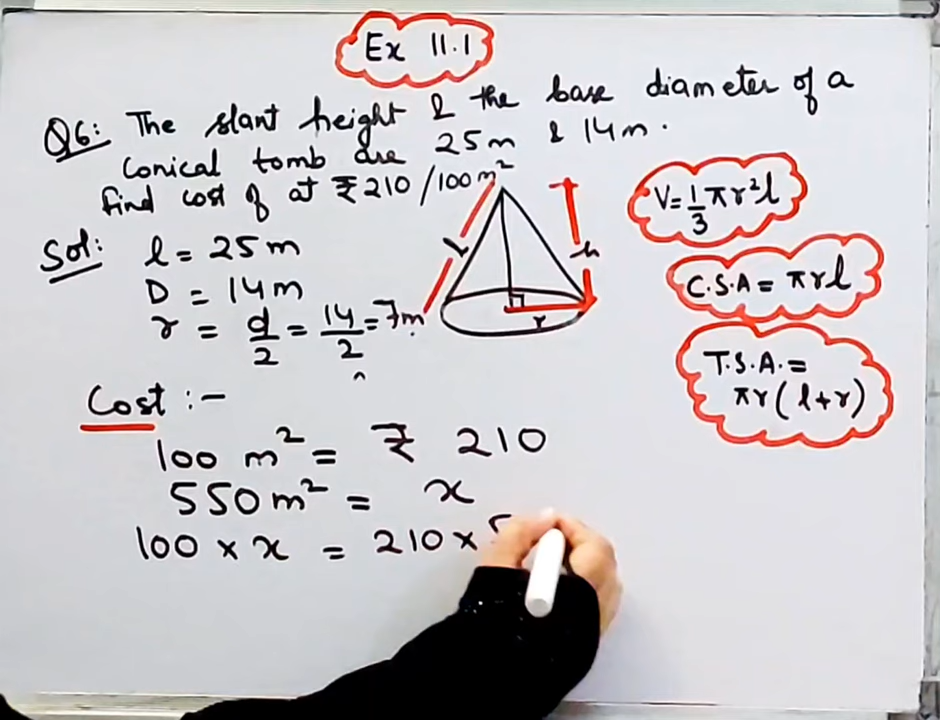 Ex 11.1
Q6: The slant height & the base diameter of a
conical tomb are 25m & 14m.
find cost of at ₹210/100m²
Sol: l = 25m
D = 14m
r = d/2 = 14/2 = 7m
l
h
r
V = 1/3 πr²l
C.S.A = πrl
T.S.A. =
πr(l+r)
Cost :-
100 m² = ₹ 210
550 m² = x
100 × x = 210 × 5